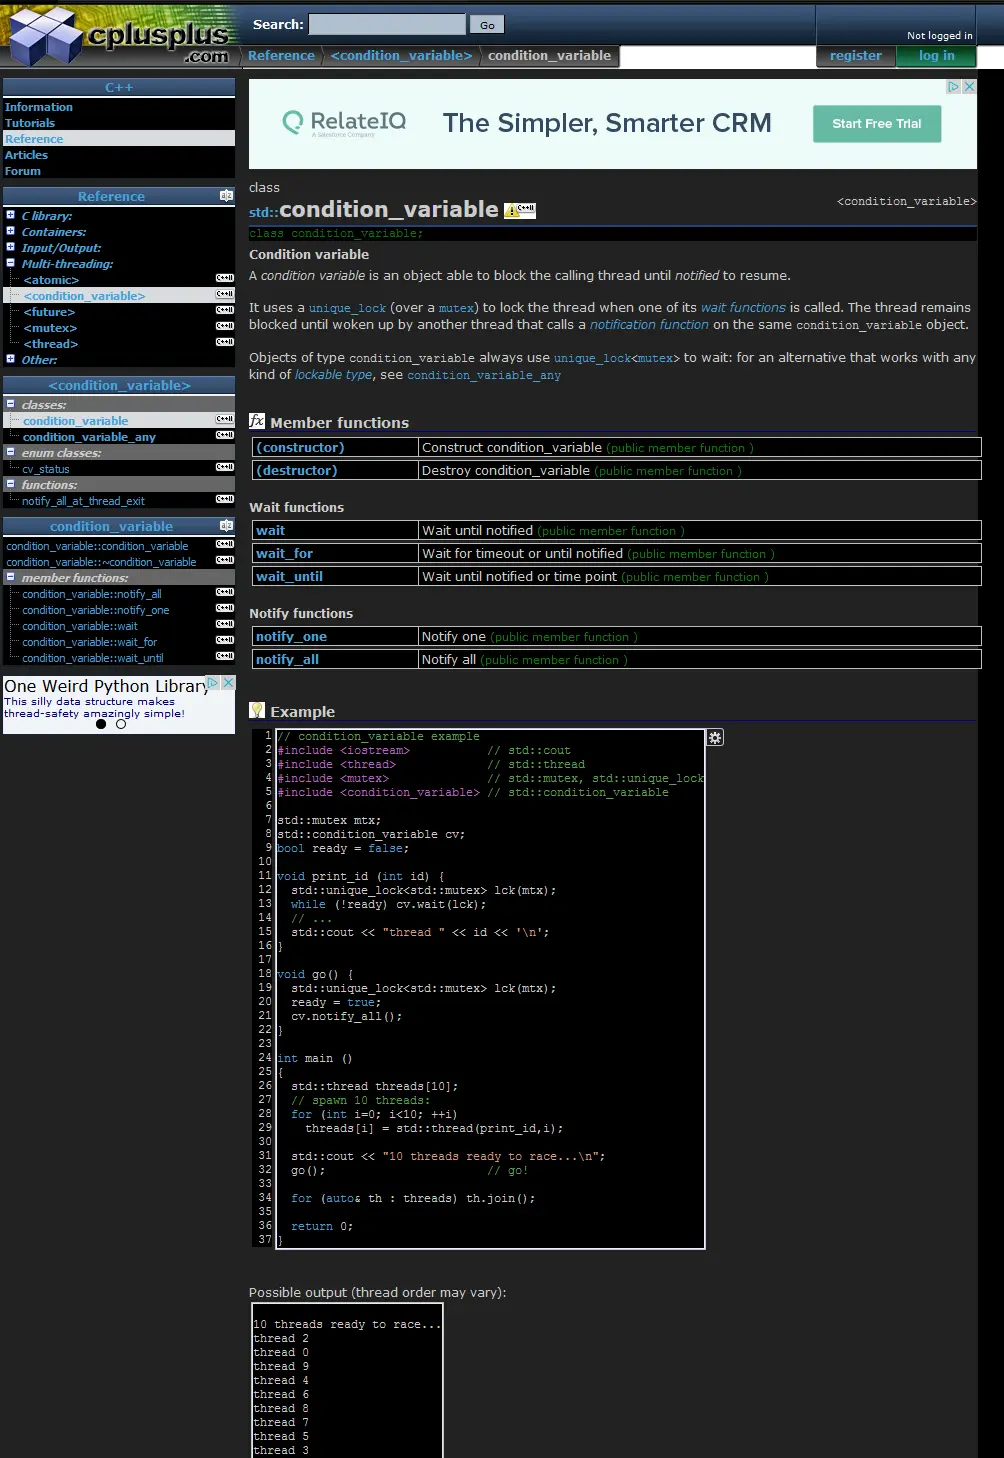 cplusplus
.com
Search:
Go
Not logged in
Reference
<condition_variable>
condition_variable
register
log in
C++
Information
Tutorials
Reference
Articles
Forum
Reference
C library:
Containers:
Input/Output:
Multi-threading:
<atomic> C++11
<condition_variable> C++11
<future> C++11
<mutex> C++11
<thread> C++11
Other:
<condition_variable>
classes:
condition_variable C++11
condition_variable_any C++11
enum classes:
cv_status C++11
functions:
notify_all_at_thread_exit C++11
condition_variable
condition_variable::condition_variable C++11
condition_variable::~condition_variable C++11
member functions:
condition_variable::notify_all C++11
condition_variable::notify_one C++11
condition_variable::wait C++11
condition_variable::wait_for C++11
condition_variable::wait_until C++11
One Weird Python Library
This silly data structure makes
thread-safety amazingly simple!
RelateIQ
A Salesforce Company
The Simpler, Smarter CRM
Start Free Trial
class
<condition_variable>
std::condition_variable C++11
class condition_variable;
Condition variable
A condition variable is an object able to block the calling thread until notified to resume.
It uses a unique_lock (over a mutex) to lock the thread when one of its wait functions is called. The thread remains
blocked until woken up by another thread that calls a notification function on the same condition_variable object.
Objects of type condition_variable always use unique_lock<mutex> to wait: for an alternative that works with any
kind of lockable type, see condition_variable_any
fx Member functions
(constructor) Construct condition_variable (public member function )
(destructor) Destroy condition_variable (public member function )
Wait functions
wait Wait until notified (public member function )
wait_for Wait for timeout or until notified (public member function )
wait_until Wait until notified or time point (public member function )
Notify functions
notify_one Notify one (public member function )
notify_all Notify all (public member function )
Example
1 // condition_variable example
2 #include <iostream> // std::cout
3 #include <thread> // std::thread
4 #include <mutex> // std::mutex, std::unique_lock
5 #include <condition_variable> // std::condition_variable
6
7 std::mutex mtx;
8 std::condition_variable cv;
9 bool ready = false;
10
11 void print_id (int id) {
12 std::unique_lock<std::mutex> lck(mtx);
13 while (!ready) cv.wait(lck);
14 // ...
15 std::cout << "thread " << id << '\n';
16 }
17
18 void go() {
19 std::unique_lock<std::mutex> lck(mtx);
20 ready = true;
21 cv.notify_all();
22 }
23
24 int main ()
25 {
26 std::thread threads[10];
27 // spawn 10 threads:
28 for (int i=0; i<10; ++i)
29 threads[i] = std::thread(print_id,i);
30
31 std::cout << "10 threads ready to race...\n";
32 go(); // go!
33
34 for (auto& th : threads) th.join();
35
36 return 0;
37 }
Possible output (thread order may vary):
10 threads ready to race...
thread 2
thread 0
thread 9
thread 4
thread 6
thread 8
thread 7
thread 5
thread 3